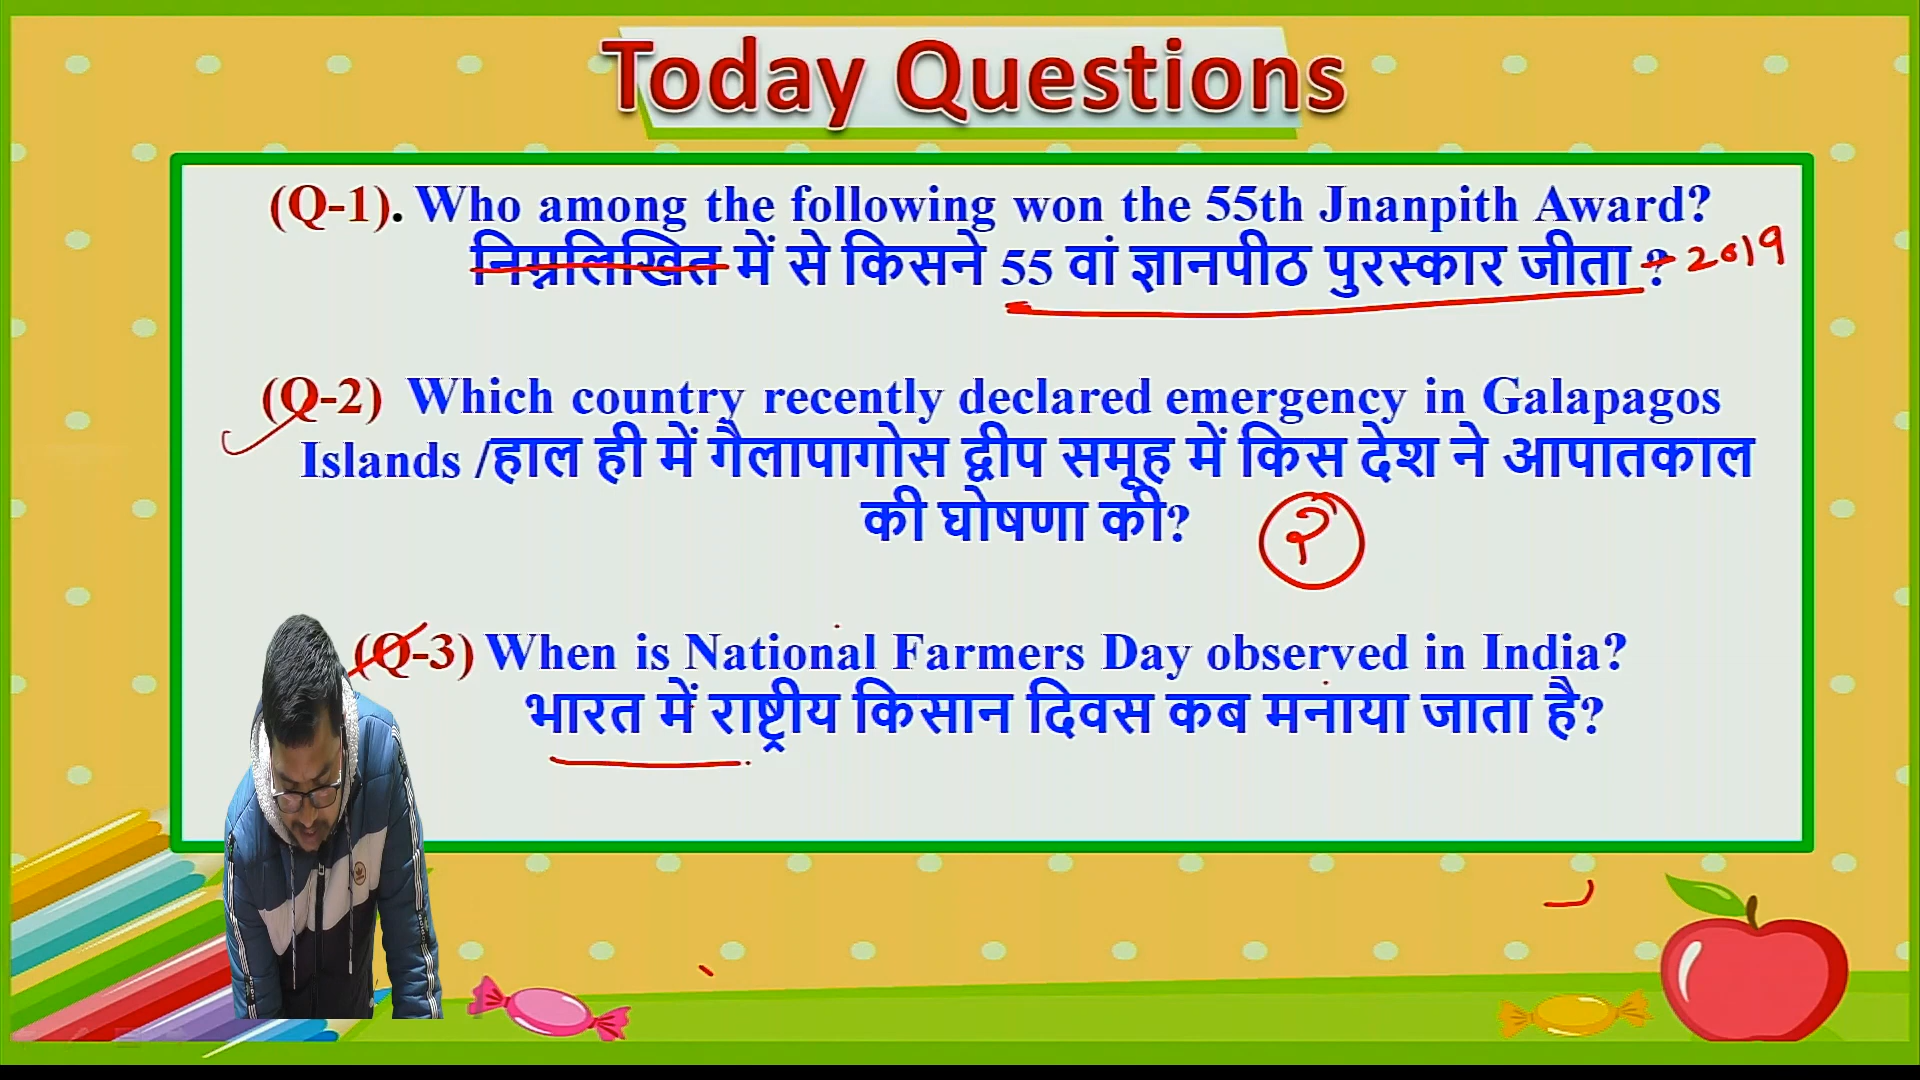 Today Questions
(Q-1). Who among the following won the 55th Jnanpith Award?
निम्नलिखित में से किसने 55 वां ज्ञानपीठ पुरस्कार जीता ? 2019
(Q-2) Which country recently declared emergency in Galapagos
Islands /हाल ही में गैलापागोस द्वीप समूह में किस देश ने आपातकाल
की घोषणा की? ?
(Q-3) When is National Farmers Day observed in India?
भारत में राष्ट्रीय किसान दिवस कब मनाया जाता है?